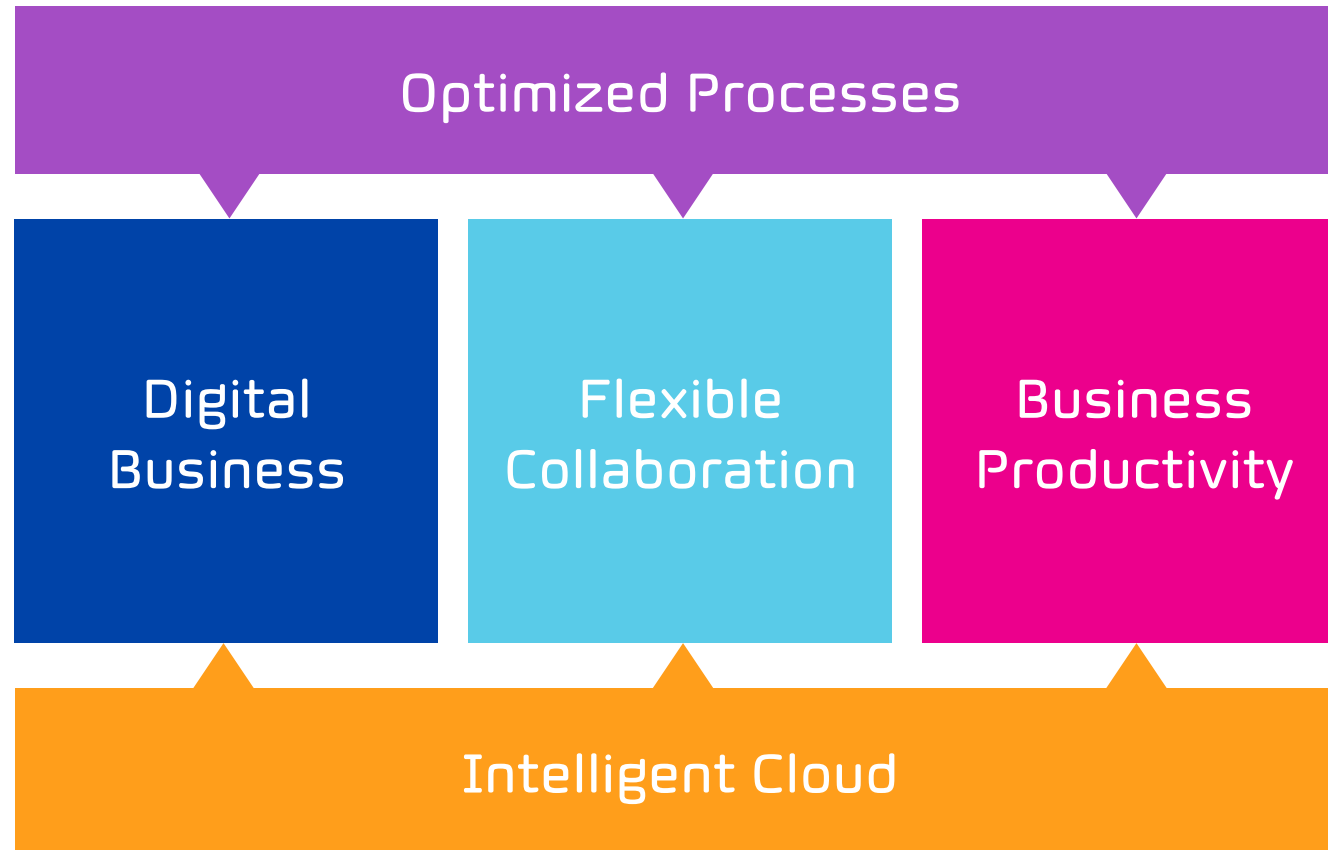 Optimized Processes
Digital
Business
Flexible
Collaboration
Business
Productivity
Intelligent Cloud